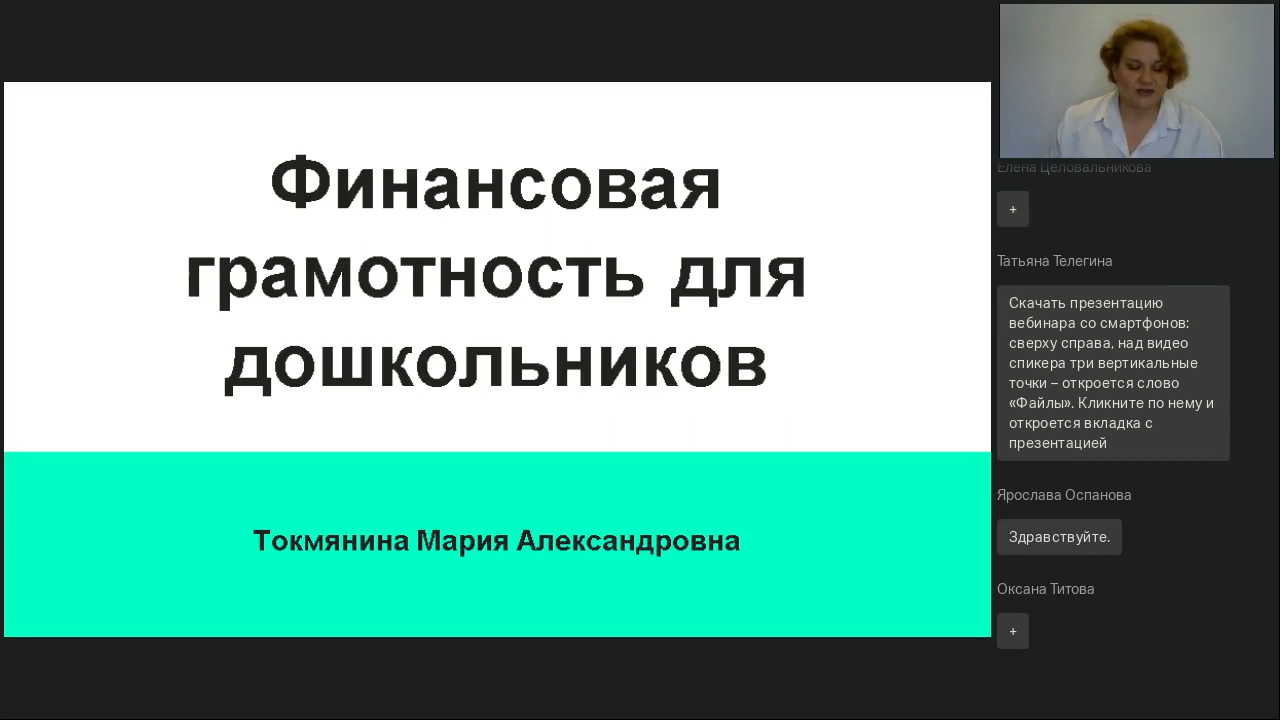 Финансовая
грамотность для
дошкольников
Токмянина Мария Александровна
Елена Целовальникова
+
Татьяна Телегина
Скачать презентацию
вебинара со смартфонов:
сверху справа, над видео
спикера три вертикальные
точки – откроется слово
«Файлы». Кликните по нему и
откроется вкладка с
презентацией
Ярослава Оспанова
Здравствуйте.
Оксана Титова
+